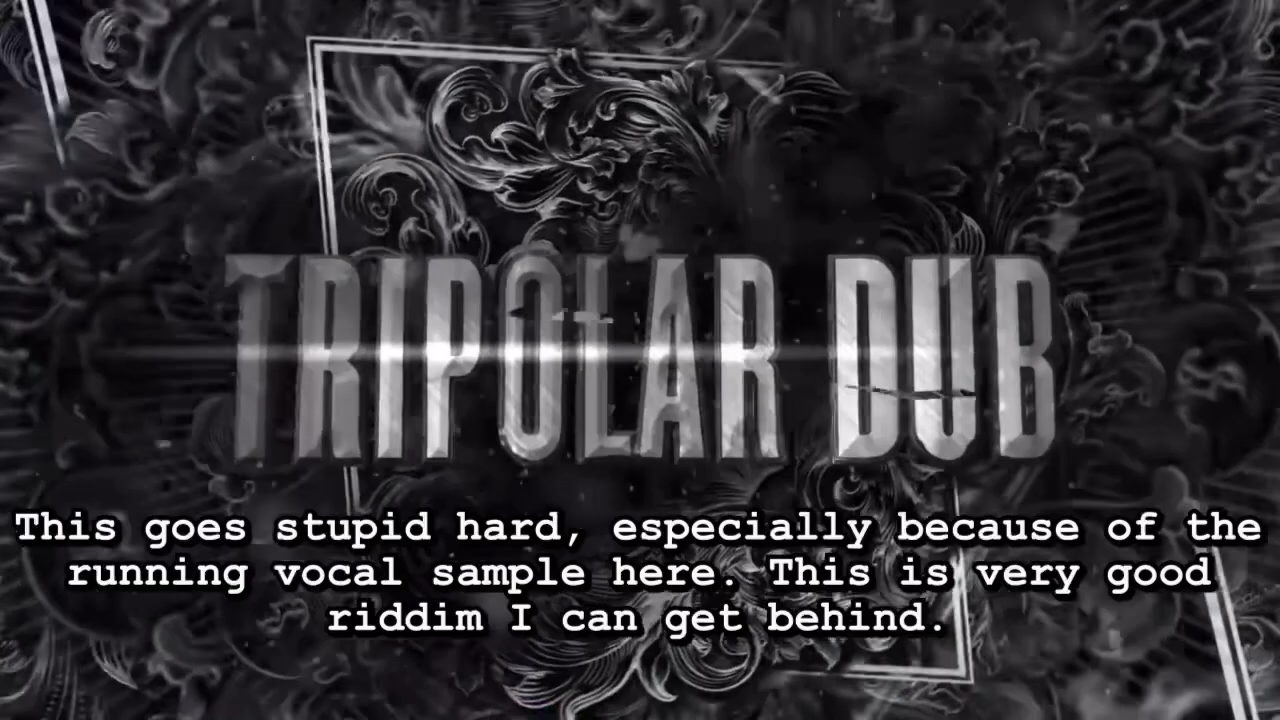 TRIPOLAR DUB
This goes stupid hard, especially because of the
running vocal sample here. This is very good
riddim I can get behind.